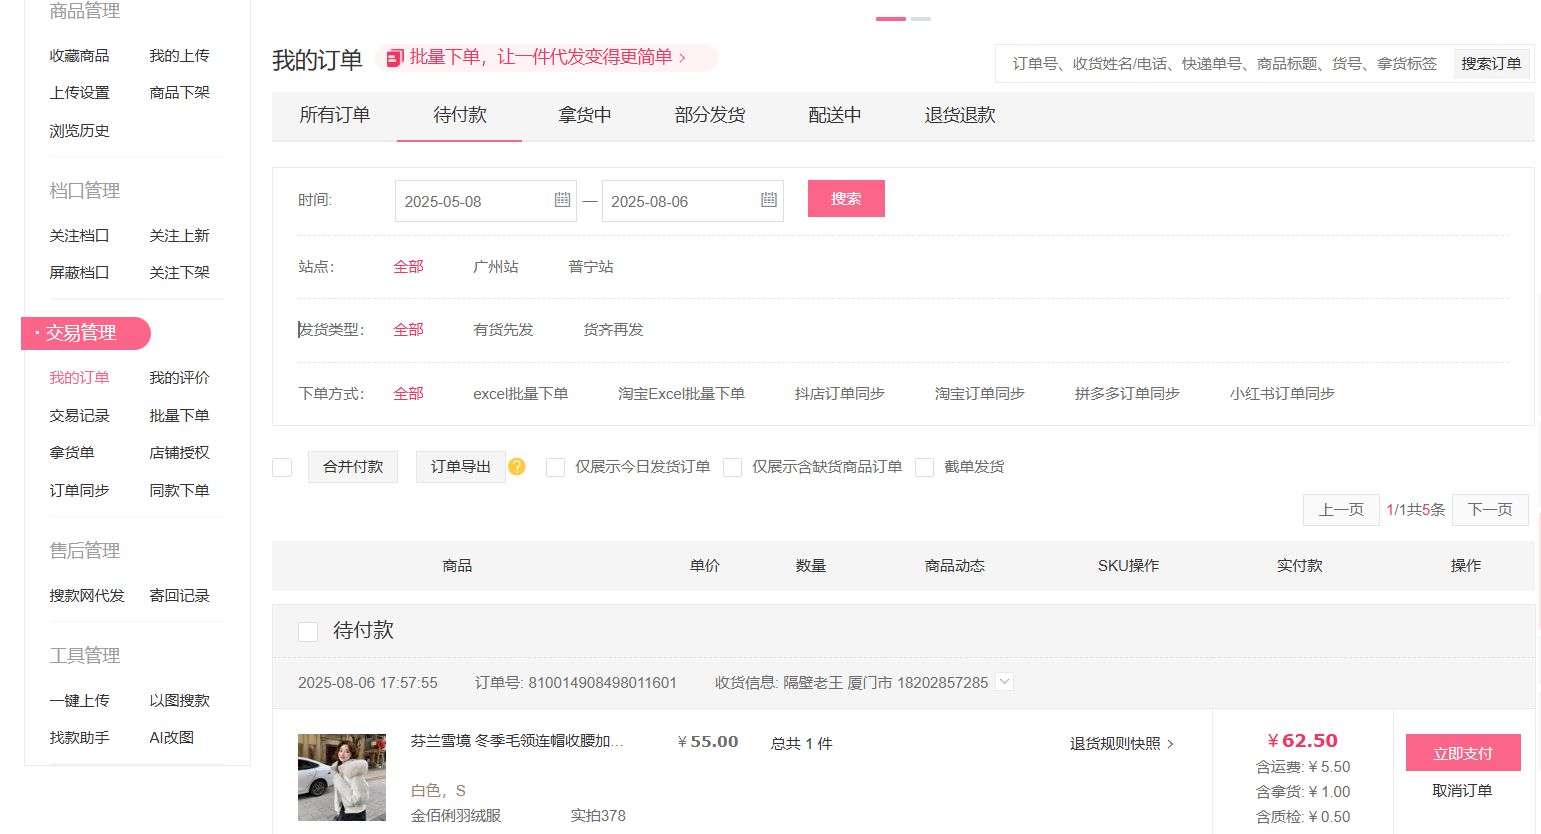 商品管理
收藏商品 我的上传
上传设置 商品下架
浏览历史
档口管理
关注档口 关注上新
屏蔽档口 关注下架
· 交易管理
我的订单 我的评价
交易记录 批量下单
拿货单 店铺授权
订单同步 同款下单
售后管理
搜款网代发 寄回记录
工具管理
一键上传 以图搜款
找款助手 AI改图
我的订单 批量下单，让一件代发变得更简单 >
订单号、收货姓名/电话、快递单号、商品标题、货号、拿货标签 搜索订单
所有订单 待付款 拿货中 部分发货 配送中 退货退款
时间: 2025-05-08 — 2025-08-06 搜索
站点: 全部 广州站 普宁站
发货类型: 全部 有货先发 货齐再发
下单方式: 全部 excel批量下单 淘宝Excel批量下单 抖店订单同步 淘宝订单同步 拼多多订单同步 小红书订单同步
合并付款 订单导出 ? 仅展示今日发货订单 仅展示含缺货商品订单 截单发货
上一页 1/1共5条 下一页
商品 单价 数量 商品动态 SKU操作 实付款 操作
待付款
2025-08-06 17:57:55 订单号: 810014908498011601 收货信息: 隔壁老王 厦门市 18202857285
芬兰雪境 冬季毛领连帽收腰加... ¥55.00 总共 1 件 退货规则快照 > ¥62.50 立即支付
含运费: ¥5.50
白色，S 含拿货: ¥1.00 取消订单
金佰俐羽绒服 实拍378 含质检: ¥0.50